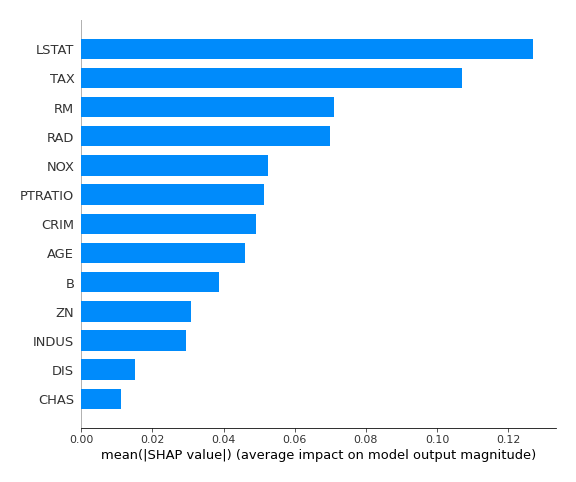 LSTAT
TAX
RM
RAD
NOX
PTRATIO
CRIM
AGE
B
ZN
INDUS
DIS
CHAS
0.00 0.02 0.04 0.06 0.08 0.10 0.12
mean(|SHAP value|) (average impact on model output magnitude)